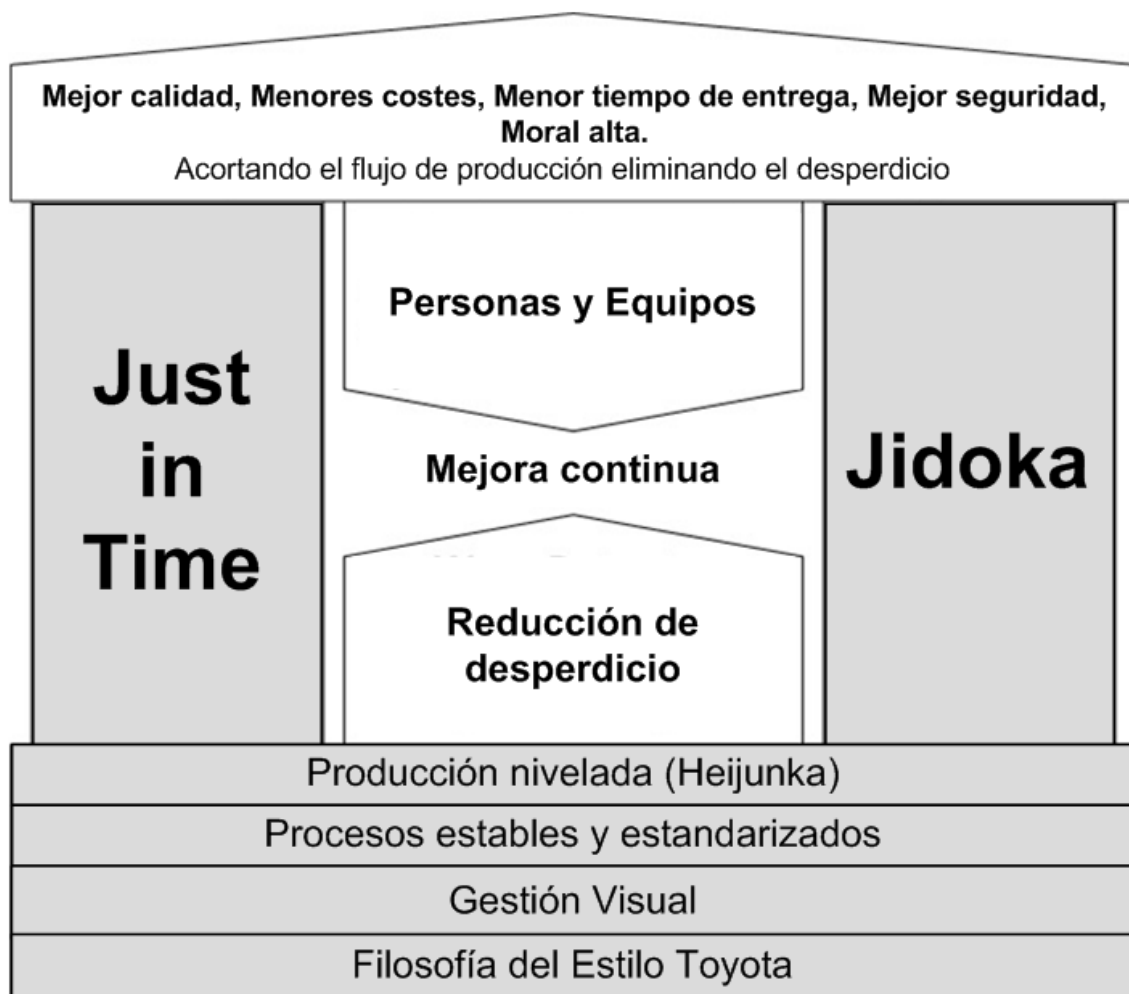 Mejor calidad, Menores costes, Menor tiempo de entrega, Mejor seguridad,
Moral alta.
Acortando el flujo de producción eliminando el desperdicio
Just
in
Time
Personas y Equipos
Mejora continua
Reducción de
desperdicio
Jidoka
Producción nivelada (Heijunka)
Procesos estables y estandarizados
Gestión Visual
Filosofía del Estilo Toyota